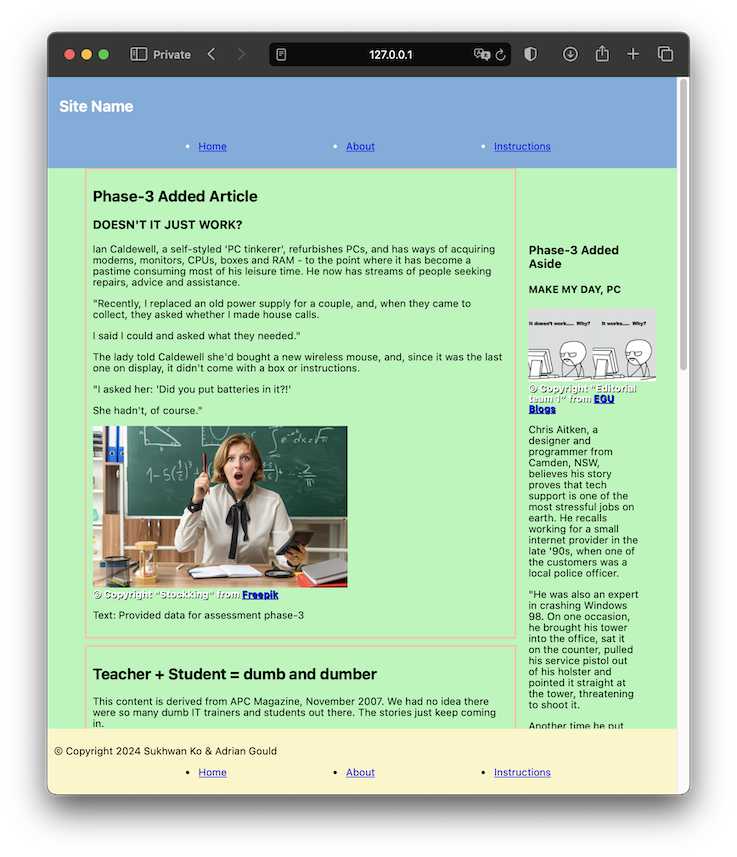 Private
127.0.0.1
Site Name
Home
About
Instructions
Phase-3 Added Article
DOESN'T IT JUST WORK?
Ian Caldewell, a self-styled 'PC tinkerer', refurbishes PCs, and has ways of acquiring
modems, monitors, CPUs, boxes and RAM - to the point where it has become a
pastime consuming most of his leisure time. He now has streams of people seeking
repairs, advice and assistance.
"Recently, I replaced an old power supply for a couple, and, when they came to
collect, they asked whether I made house calls.
I said I could and asked what they needed."
The lady told Caldewell she'd bought a new wireless mouse, and, since it was the last
one on display, it didn't come with a box or instructions.
"I asked her: 'Did you put batteries in it?!'
She hadn't, of course."
© Copyright "Stockking" from Freepik
Text: Provided data for assessment phase-3
Teacher + Student = dumb and dumber
This content is derived from APC Magazine, November 2007. We had no idea there
were so many dumb IT trainers and students out there. The stories just keep coming
in.
Phase-3 Added
Aside
MAKE MY DAY, PC
It doesn't work..... Why? It works..... Why?
© Copyright "Editorial
team 1" from EGU
Blogs
Chris Aitken, a
designer and
programmer from
Camden, NSW,
believes his story
proves that tech
support is one of the
most stressful jobs on
earth. He recalls
working for a small
internet provider in the
late '90s, when one of
the customers was a
local police officer.
"He was also an expert
in crashing Windows
98. On one occasion,
he brought his tower
into the office, sat it
on the counter, pulled
his service pistol out
of his holster and
pointed it straight at
the tower, threatening
to shoot it.
Another time he put
© Copyright 2024 Sukhwan Ko & Adrian Gould
Home
About
Instructions